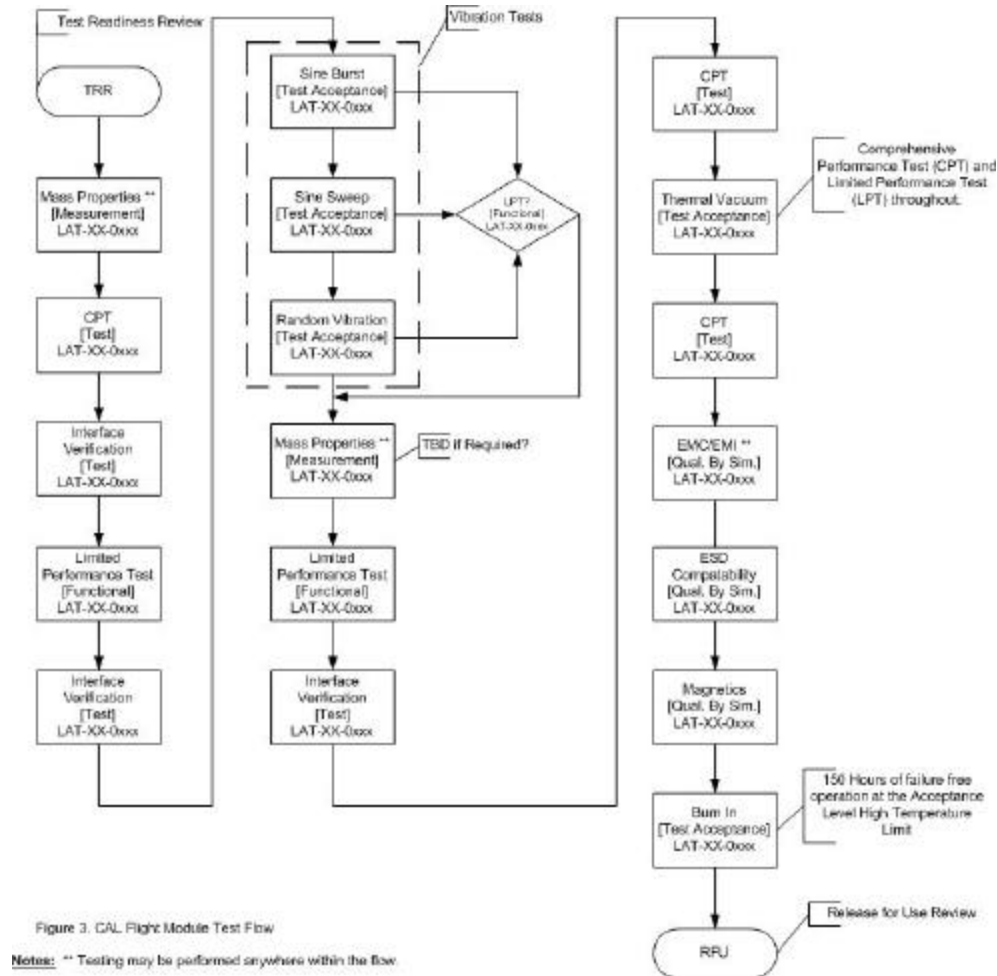 Test Readiness Review
TRR
Mass Properties **
[Measurement]
LAT-XX-0xxx
CPT
[Test]
LAT-XX-0xxx
Interface
Verification
[Test]
LAT-XX-0xxx
Limited
Performance Test
[Functional]
LAT-XX-0xxx
Interface
Verification
[Test]
LAT-XX-0xxx
Vibration Tests
Sine Burst
[Test Acceptance]
LAT-XX-0xxx
Sine Sweep
[Test Acceptance]
LAT-XX-0xxx
LPT?
[Functional]
LAT-XX-0xxx
Random Vibration
[Test Acceptance]
LAT-XX-0xxx
Mass Properties **
[Measurement]
LAT-XX-0xxx
TBD if Required?
Limited
Performance Test
[Functional]
LAT-XX-0xxx
Interface
Verification
[Test]
LAT-XX-0xxx
CPT
[Test]
LAT-XX-0xxx
Comprehensive
Performance Test (CPT) and
Limited Performance Test
(LPT) throughout.
Thermal Vacuum
[Test Acceptance]
LAT-XX-0xxx
CPT
[Test]
LAT-XX-0xxx
EMC/EMI **
[Qual. By Sim.]
LAT-XX-0xxx
ESD
Compatability
[Qual. By Sim.]
LAT-XX-0xxx
Magnetics
[Qual. By Sim.]
LAT-XX-0xxx
150 Hours of failure free
operation at the Acceptance
Level High Temperature
Limit
Burn In
[Test Acceptance]
LAT-XX-0xxx
Release for Use Review
RFU
Figure 3. CAL Flight Module Test Flow
Notes: ** Testing may be performed anywhere within the flow.